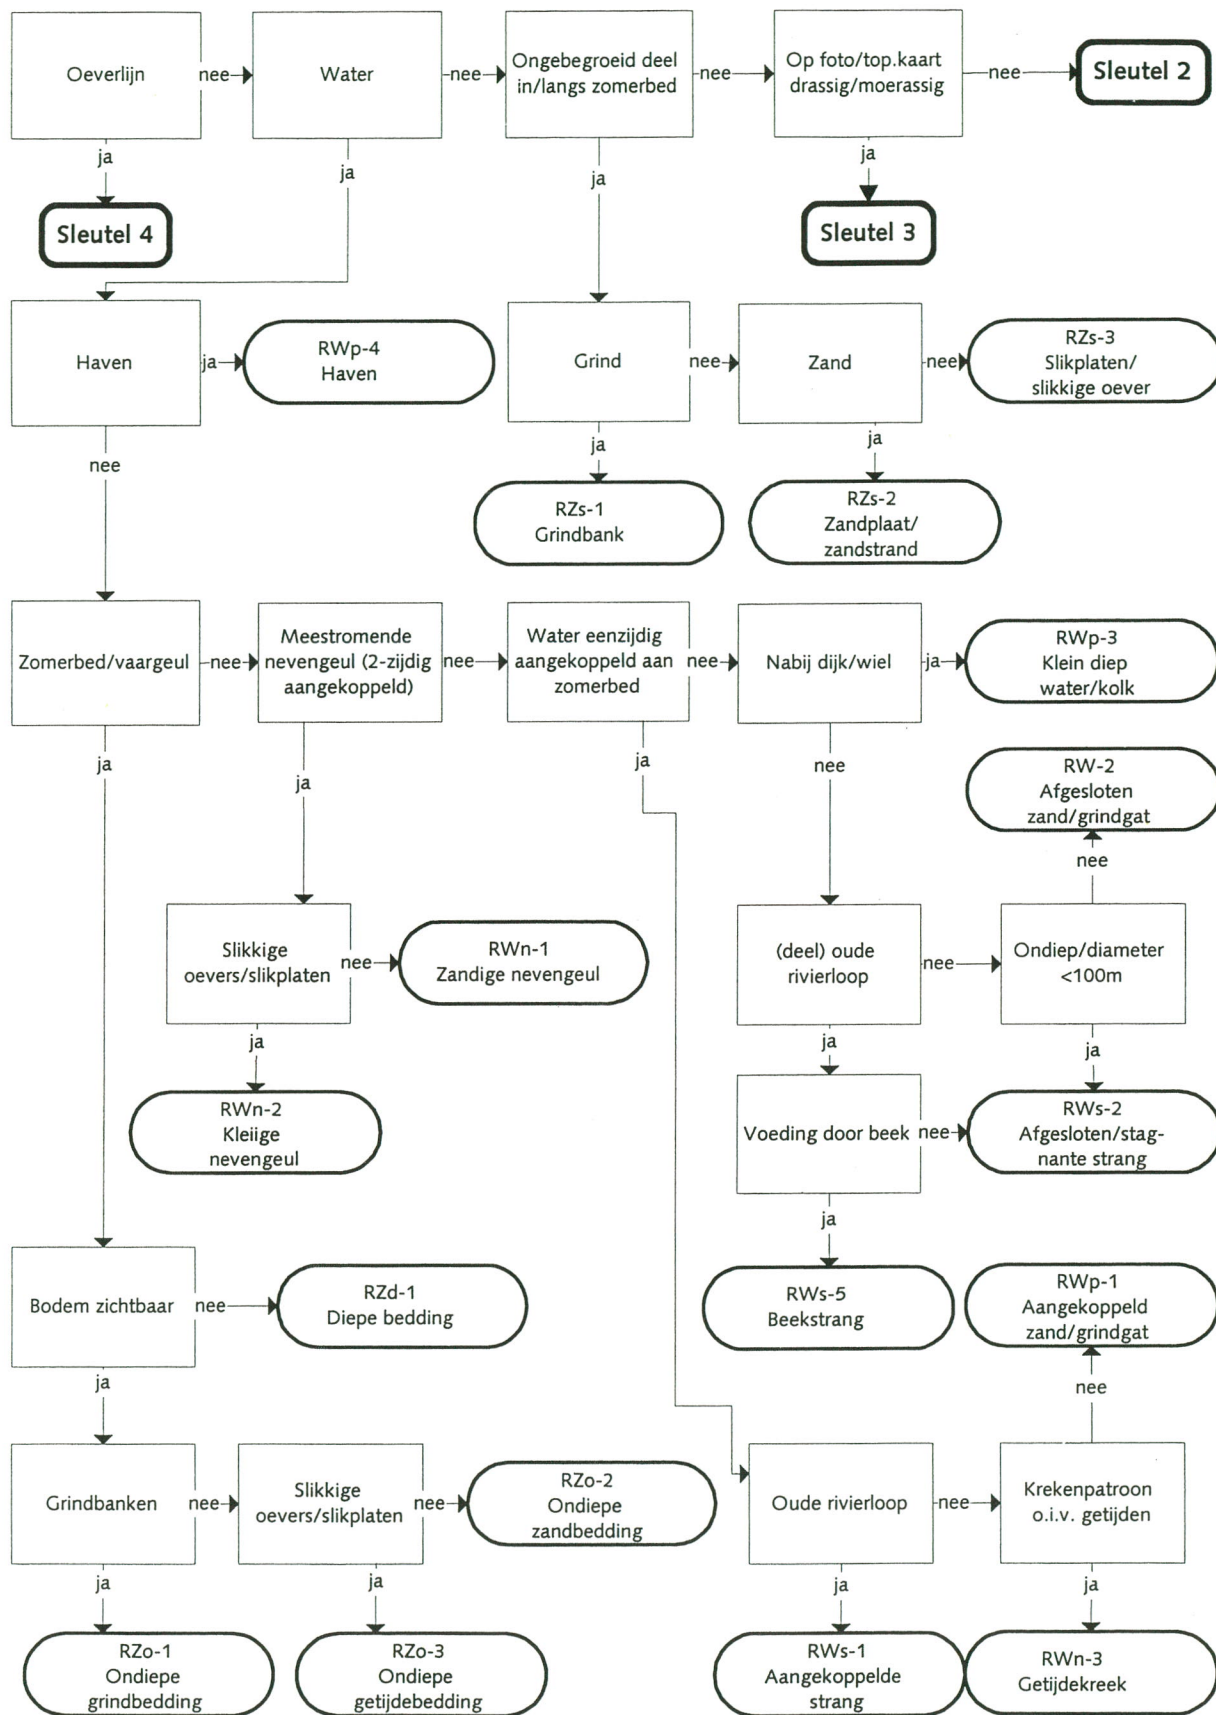 Oeverlijn
nee
Water
nee
Ongebegroeid deel
in/langs zomerbed
nee
Op foto/top.kaart
drassig/moerassig
nee
Sleutel 2
ja
ja
ja
ja
Sleutel 4
Sleutel 3
Haven
ja
RWp-4
Haven
Grind
nee
Zand
nee
RZs-3
Slikplaten/
slikkige oever
nee
ja
ja
RZs-1
Grindbank
RZs-2
Zandplaat/
zandstrand
Zomerbed/vaargeul
nee
Meestromende
nevengeul (2-zijdig
aangekoppeld)
nee
Water eenzijdig
aangekoppeld aan
zomerbed
nee
Nabij dijk/wiel
ja
RWp-3
Klein diep
water/kolk
ja
ja
ja
nee
RW-2
Afgesloten
zand/grindgat
nee
Slikkige
oevers/slikplaten
nee
RWn-1
Zandige nevengeul
(deel) oude
rivierloop
nee
Ondiep/diameter
<100m
ja
ja
ja
RWn-2
Kleiige
nevengeul
Voeding door beek
nee
RWs-2
Afgesloten/stag-
nante strang
ja
Bodem zichtbaar
nee
RZd-1
Diepe bedding
RWs-5
Beekstrang
RWp-1
Aangekoppeld
zand/grindgat
ja
nee
Grindbanken
nee
Slikkige
oevers/slikplaten
nee
RZo-2
Ondiepe
zandbedding
Oude rivierloop
nee
Krekenpatroon
o.i.v. getijden
ja
ja
ja
ja
RZo-1
Ondiepe
grindbedding
RZo-3
Ondiepe
getijdebedding
RWs-1
Aangekoppelde
strang
RWn-3
Getijdekreek